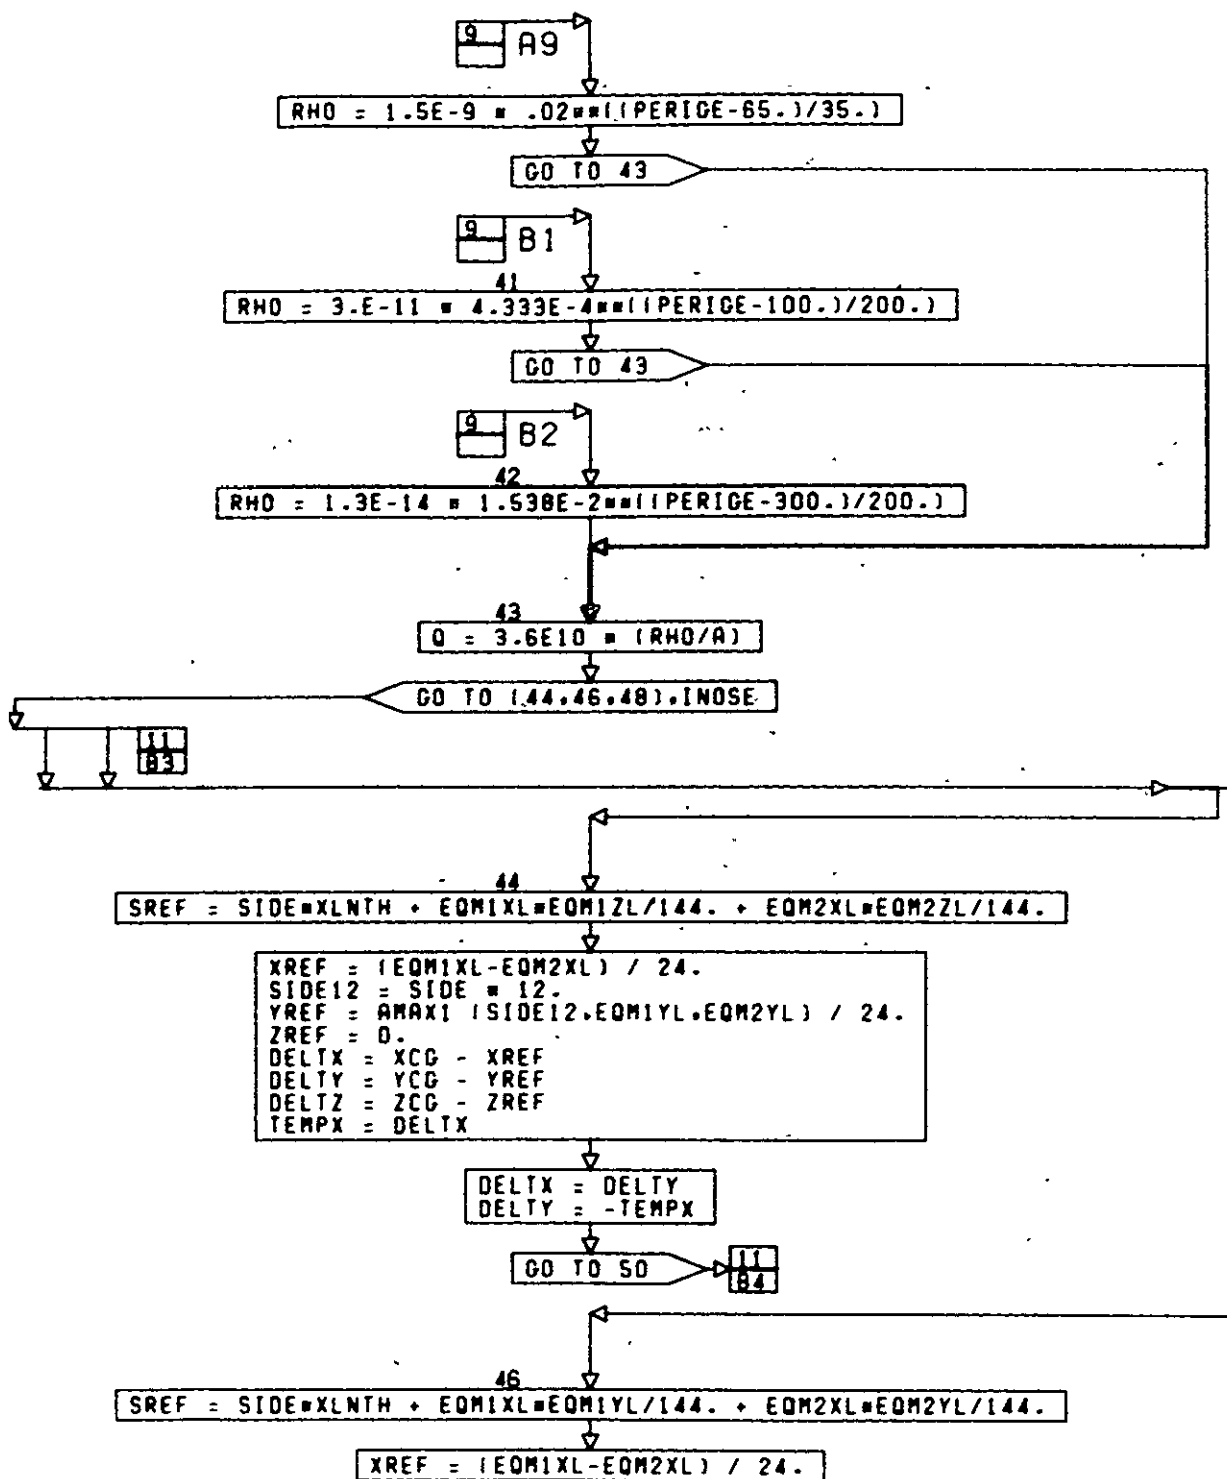 9
A9
RHO = 1.5E-9 * .02**((PERIGE-65.)/35.)
GO TO 43
9
B1
41
RHO = 3.E-11 * 4.333E-4**((PERIGE-100.)/200.)
GO TO 43
9
B2
42
RHO = 1.3E-14 * 1.538E-2**((PERIGE-300.)/200.)
43
Q = 3.6E10 * (RHO/A)
GO TO (44,46,48),INOSE
11
B3
44
SREF = SIDE*XLNTH + EQM1XL*EQM1ZL/144. + EQM2XL*EQM2ZL/144.
XREF = (EQM1XL-EQM2XL) / 24.
SIDE12 = SIDE * 12.
YREF = AMAX1 (SIDE12,EQM1YL,EQM2YL) / 24.
ZREF = 0.
DELTX = XCG - XREF
DELTY = YCG - YREF
DELTZ = ZCG - ZREF
TEMPX = DELTX
DELTX = DELTY
DELTY = -TEMPX
GO TO 50
11
B4
46
SREF = SIDE*XLNTH + EQM1XL*EQM1YL/144. + EQM2XL*EQM2YL/144.
XREF = (EQM1XL-EQM2XL) / 24.